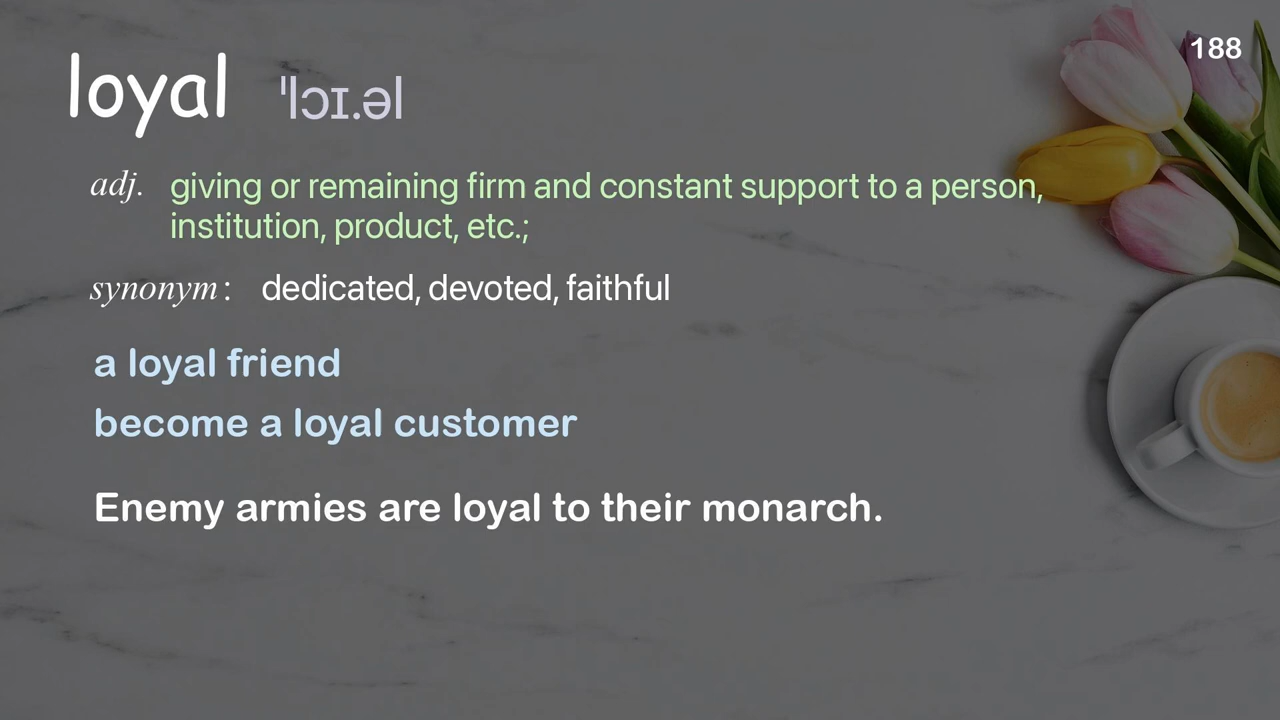 188
loyal ˈlɔɪ.əl
adj. giving or remaining firm and constant support to a person,
institution, product, etc.;
synonym : dedicated, devoted, faithful
a loyal friend
become a loyal customer
Enemy armies are loyal to their monarch.